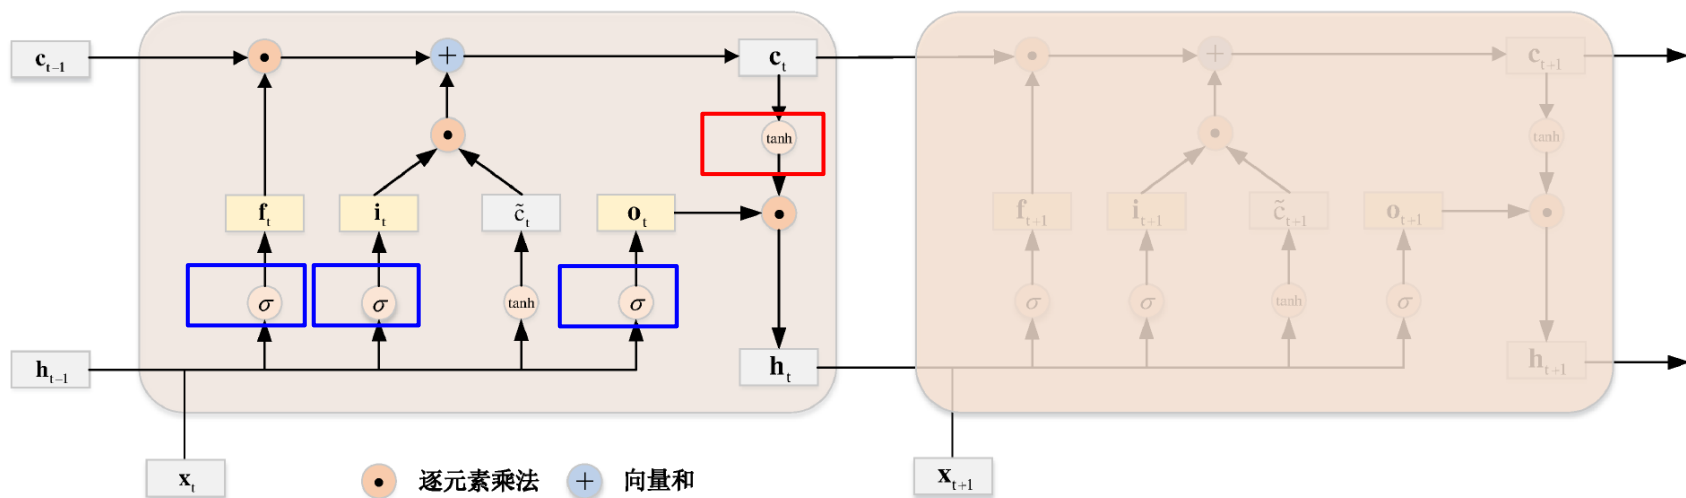 c_{t-1} c_t c_{t+1}
tanh tanh
f_t i_t c̃_t o_t f_{t+1} i_{t+1} c̃_{t+1} o_{t+1}
σ σ tanh σ σ σ tanh σ
h_{t-1} h_t h_{t+1}
x_t 逐元素乘法 + 向量和 x_{t+1}